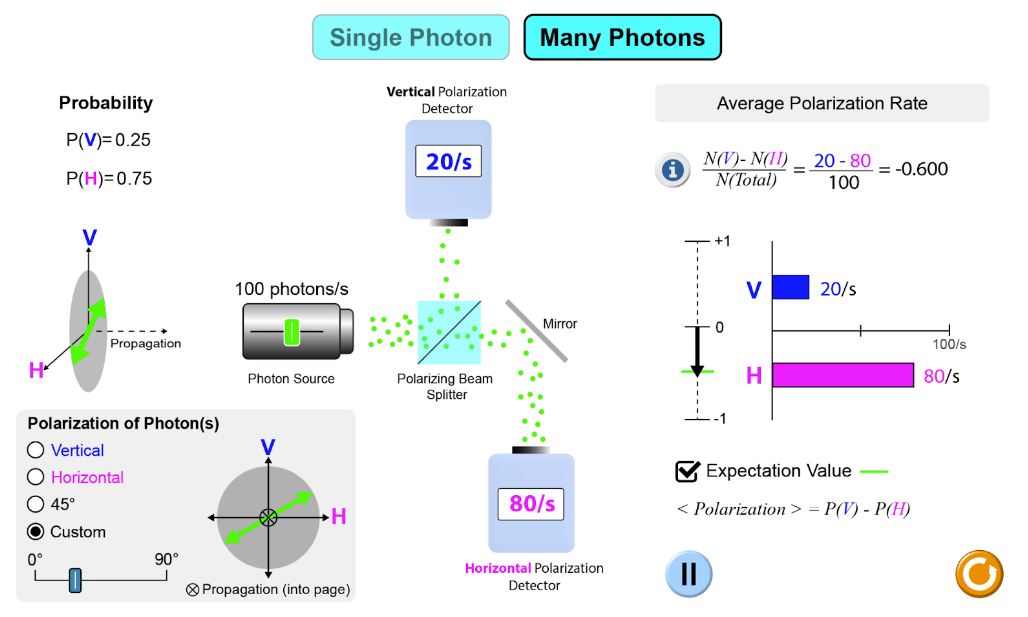 Single Photon
Many Photons
Probability
P(V)= 0.25
P(H)= 0.75
V
H
Propagation
Vertical Polarization
Detector
20/s
100 photons/s
Photon Source
Polarizing Beam
Splitter
Mirror
80/s
Horizontal Polarization
Detector
Average Polarization Rate
i
N(V)- N(H)
N(Total)
=
20 - 80
100
= -0.600
+1
0
-1
V
20/s
100/s
H
80/s
Expectation Value
< Polarization > = P(V) - P(H)
Polarization of Photon(s)
Vertical
Horizontal
45°
Custom
0°
90°
V
H
Propagation (into page)